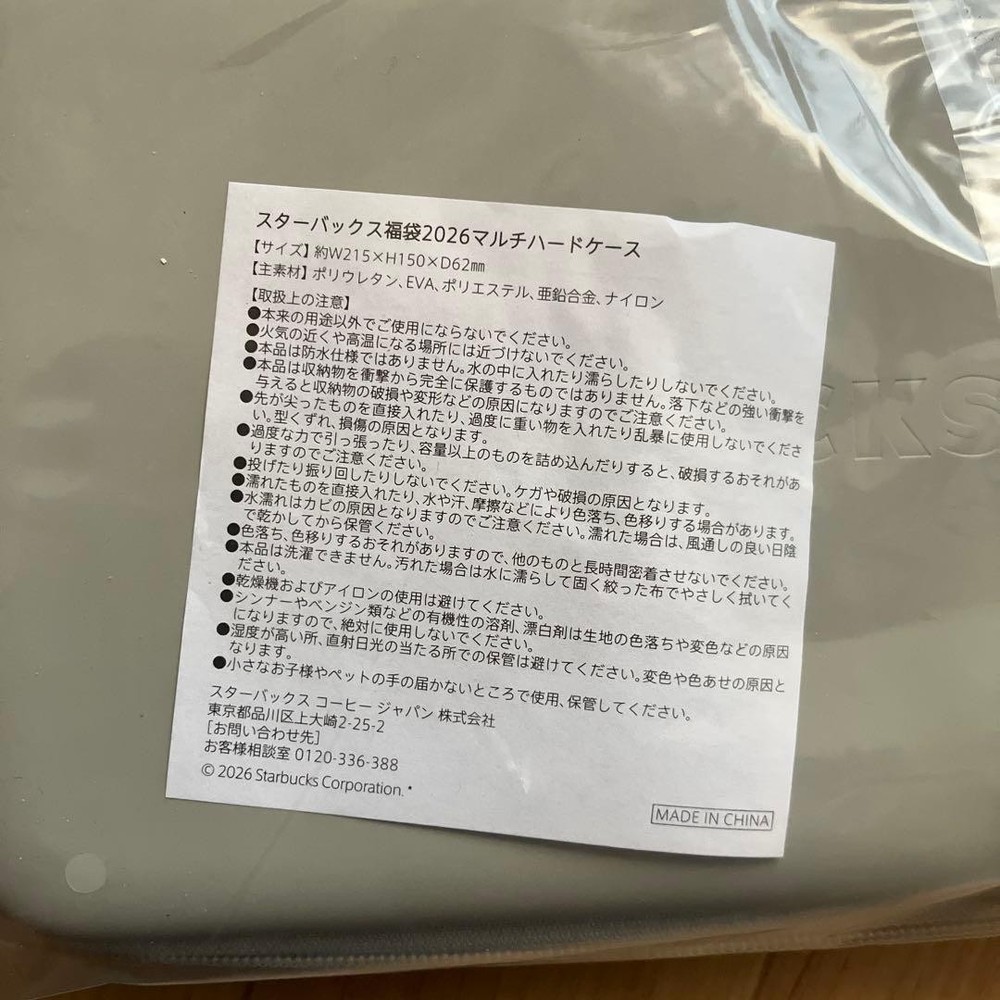 スターバックス福袋2026マルチハードケース
【サイズ】約W215×H150×D62㎜
【主素材】ポリウレタン、EVA、ポリエステル、亜鉛合金、ナイロン
【取扱上の注意】
●本来の用途以外でご使用にならないでください。
●火気の近くや高温になる場所には近づけないでください。
●本品は防水仕様ではありません。水の中に入れたり濡らしたりしないでください。
●本品は収納物を衝撃から完全に保護するものではありません。落下などの強い衝撃を
与えると収納物の破損や変形などの原因になりますのでご注意ください。
●先が尖ったものを直接入れたり、過度に重い物を入れたり乱暴に使用しないでくださ
い。型くずれ、損傷の原因となります。
●過度な力で引っ張ったり、容量以上のものを詰め込んだりすると、破損するおそれがあ
りますのでご注意ください。
●投げたり振り回したりしないでください。ケガや破損の原因となります。
●濡れたものを直接入れたり、水や汗、摩擦などにより色落ち、色移りする場合があります。
●水濡れはカビの原因となりますのでご注意ください。濡れた場合は、風通しの良い日陰
で乾かしてから保管ください。
●色落ち、色移りするおそれがありますので、他のものと長時間密着させないでください。
●本品は洗濯できません。汚れた場合は水に濡らして固く絞った布でやさしく拭いてく
ださい。
●乾燥機およびアイロンの使用は避けてください。
●シンナーやベンジン類などの有機性の溶剤、漂白剤は生地の色落ちや変色などの原因
になりますので、絶対に使用しないでください。
●湿度が高い所、直射日光の当たる所での保管は避けてください。変色や色あせの原因と
なります。
●小さなお子様やペットの手の届かないところで使用、保管してください。
スターバックス コーヒー ジャパン 株式会社
東京都品川区上大崎2-25-2
[お問い合わせ先]
お客様相談室 0120-336-388
© 2026 Starbucks Corporation.
MADE IN CHINA
CKS